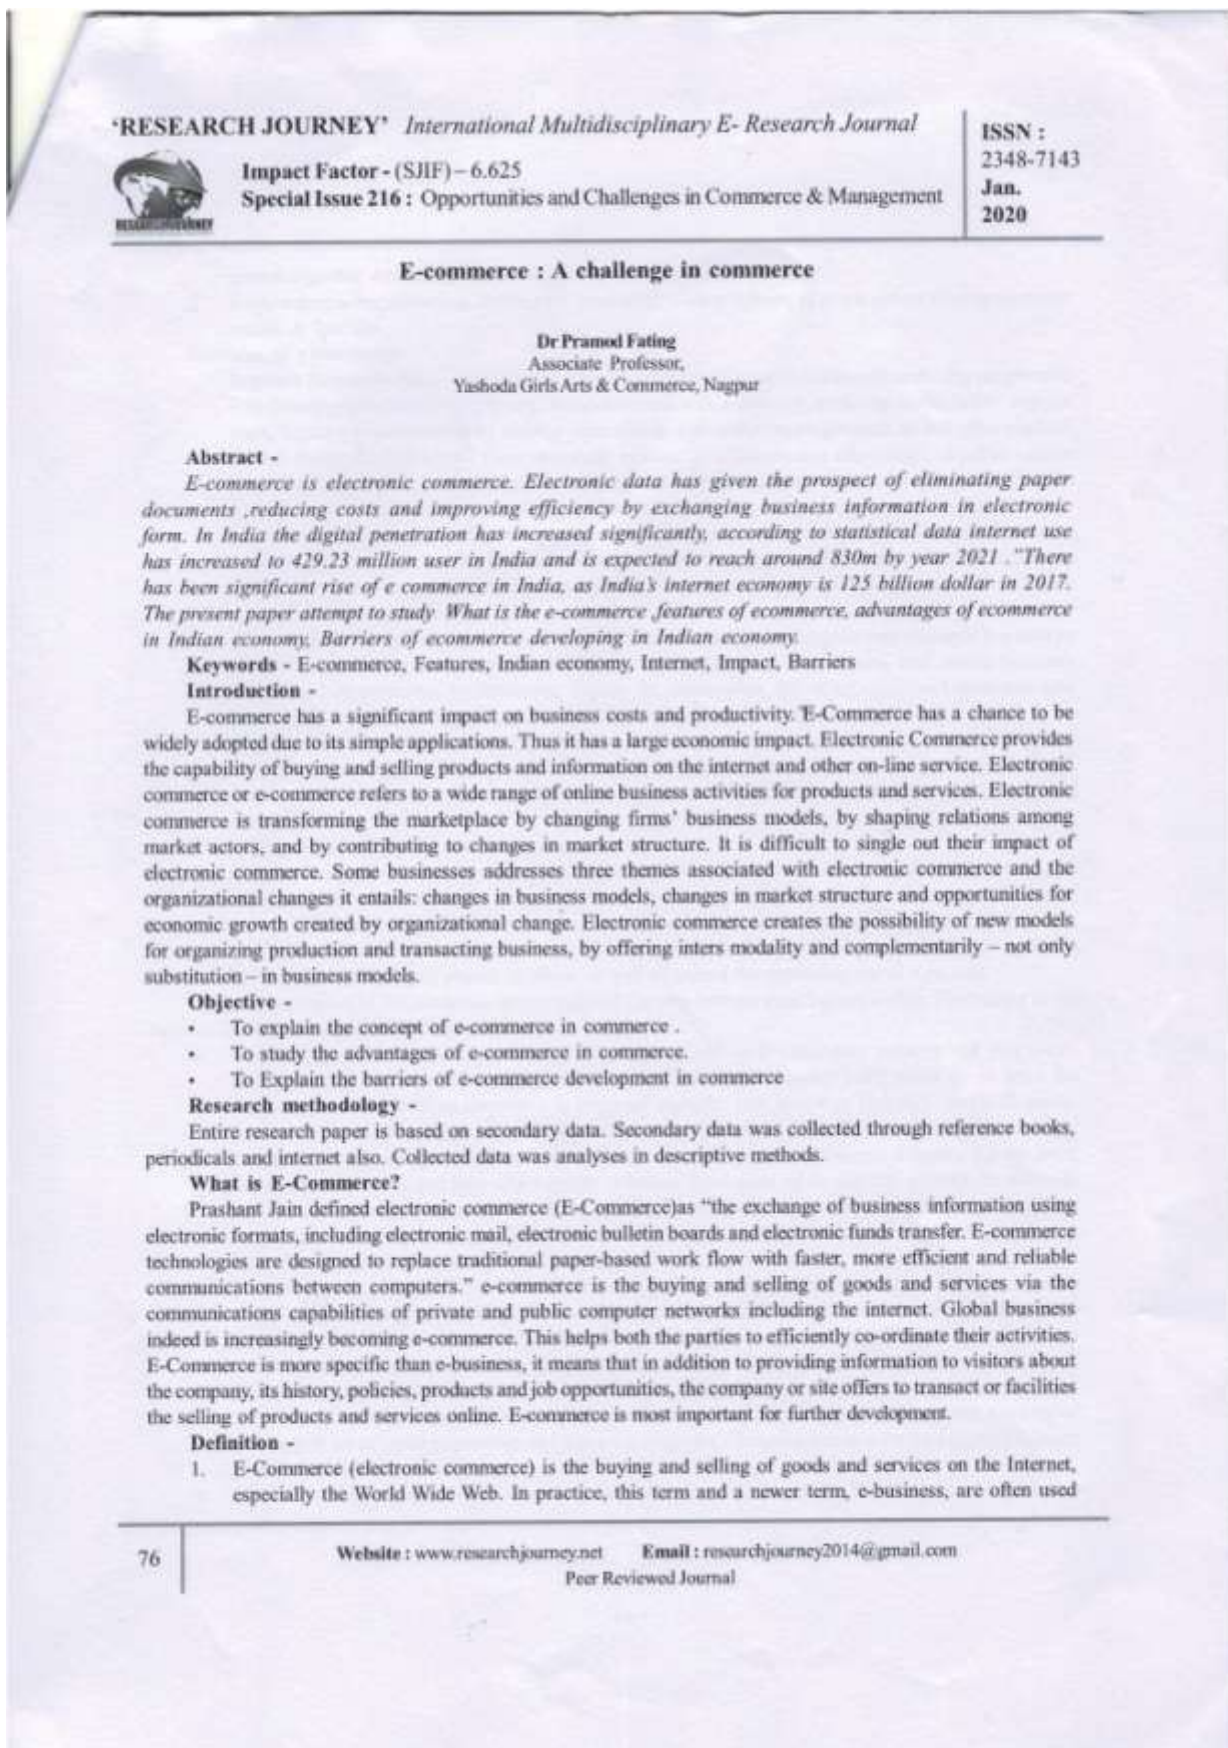 'RESEARCH JOURNEY' International Multidisciplinary E- Research Journal
Impact Factor - (SJIF) – 6.625
Special Issue 216 : Opportunities and Challenges in Commerce & Management
ISSN :
2348-7143
Jan.
2020
RESEARCHJOURNEY
E-commerce : A challenge in commerce
Dr Pramod Fating
Associate Professor,
Yashoda Girls Arts & Commerce, Nagpur
Abstract -
E-commerce is electronic commerce. Electronic data has given the prospect of eliminating paper
documents ,reducing costs and improving efficiency by exchanging business information in electronic
form. In India the digital penetration has increased significantly, according to statistical data internet use
has increased to 429.23 million user in India and is expected to reach around 830m by year 2021 ."There
has been significant rise of e commerce in India, as India's internet economy is 125 billion dollar in 2017.
The present paper attempt to study What is the e-commerce ,features of ecommerce, advantages of ecommerce
in Indian economy, Barriers of ecommerce developing in Indian economy.
Keywords - E-commerce, Features, Indian economy, Internet, Impact, Barriers
Introduction -
E-commerce has a significant impact on business costs and productivity. E-Commerce has a chance to be
widely adopted due to its simple applications. Thus it has a large economic impact. Electronic Commerce provides
the capability of buying and selling products and information on the internet and other on-line service. Electronic
commerce or e-commerce refers to a wide range of online business activities for products and services. Electronic
commerce is transforming the marketplace by changing firms' business models, by shaping relations among
market actors, and by contributing to changes in market structure. It is difficult to single out their impact of
electronic commerce. Some businesses addresses three themes associated with electronic commerce and the
organizational changes it entails: changes in business models, changes in market structure and opportunities for
economic growth created by organizational change. Electronic commerce creates the possibility of new models
for organizing production and transacting business, by offering inters modality and complementarily – not only
substitution – in business models.
Objective -
• To explain the concept of e-commerce in commerce .
• To study the advantages of e-commerce in commerce.
• To Explain the barriers of e-commerce development in commerce
Research methodology -
Entire research paper is based on secondary data. Secondary data was collected through reference books,
periodicals and internet also. Collected data was analyses in descriptive methods.
What is E-Commerce?
Prashant Jain defined electronic commerce (E-Commerce)as "the exchange of business information using
electronic formats, including electronic mail, electronic bulletin boards and electronic funds transfer. E-commerce
technologies are designed to replace traditional paper-based work flow with faster, more efficient and reliable
communications between computers." e-commerce is the buying and selling of goods and services via the
communications capabilities of private and public computer networks including the internet. Global business
indeed is increasingly becoming e-commerce. This helps both the parties to efficiently co-ordinate their activities.
E-Commerce is more specific than e-business, it means that in addition to providing information to visitors about
the company, its history, policies, products and job opportunities, the company or site offers to transact or facilities
the selling of products and services online. E-commerce is most important for further development.
Definition -
1. E-Commerce (electronic commerce) is the buying and selling of goods and services on the Internet,
especially the World Wide Web. In practice, this term and a newer term, e-business, are often used
76
Website : www.researchjourney.net Email : researchjourney2014@gmail.com
Peer Reviewed Journal